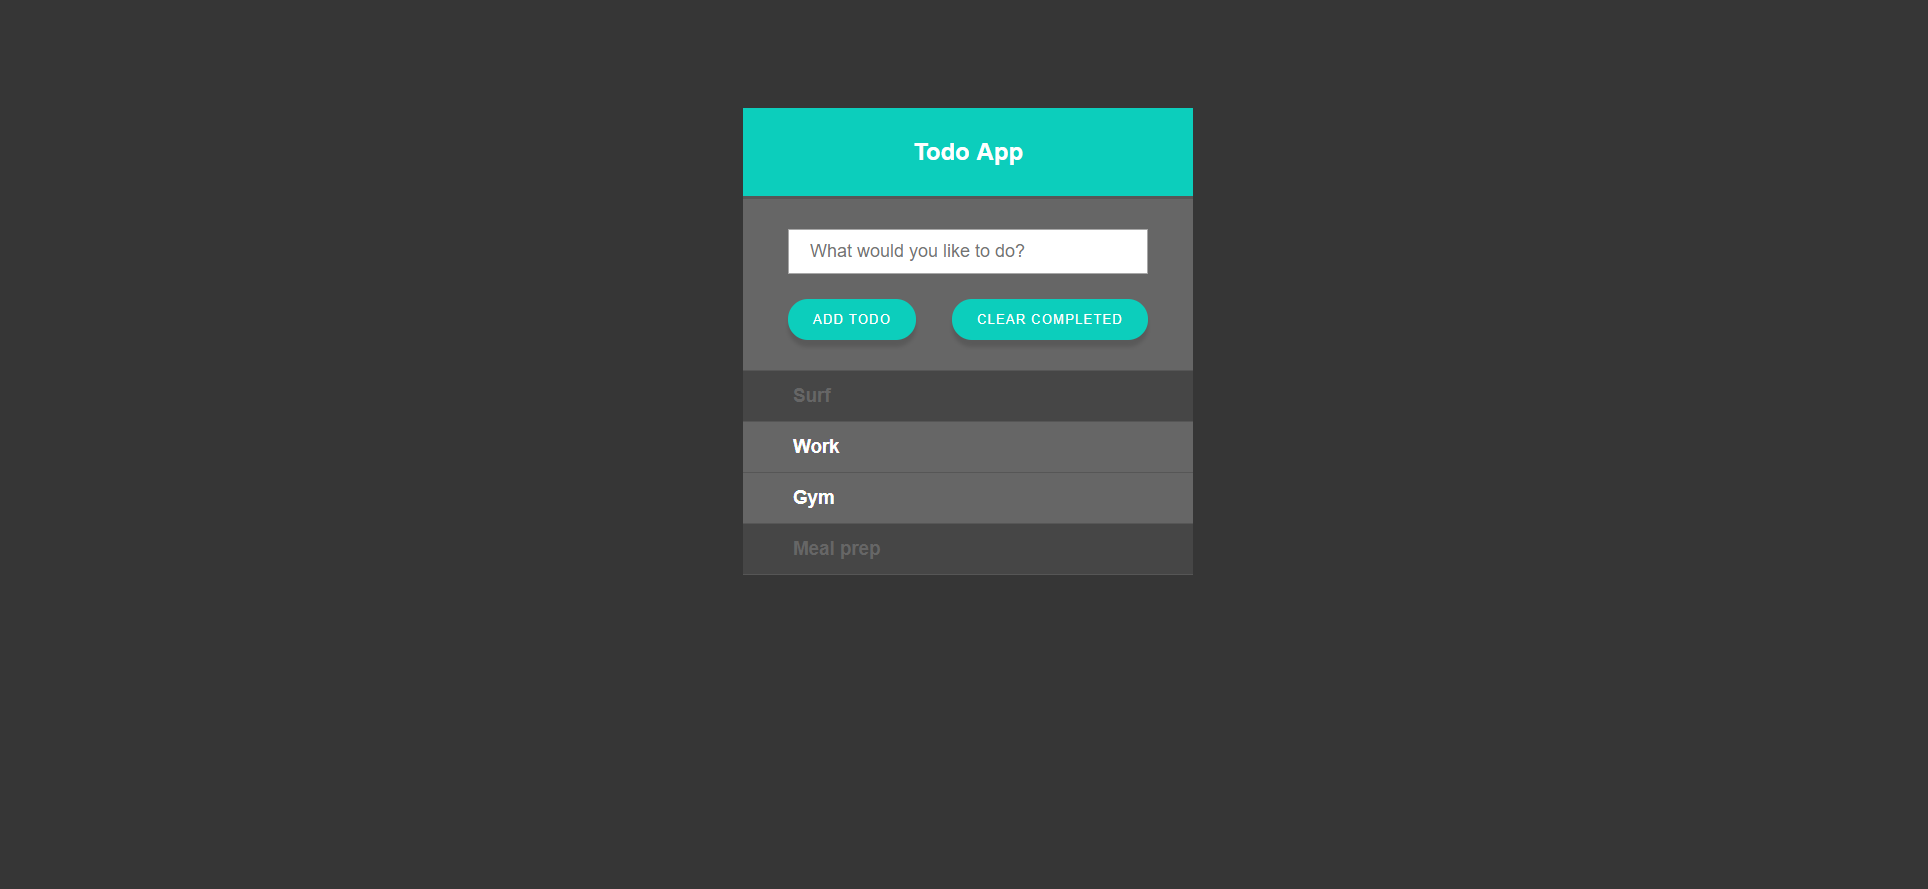 Todo App
What would you like to do?
ADD TODO
CLEAR COMPLETED
Surf
Work
Gym
Meal prep